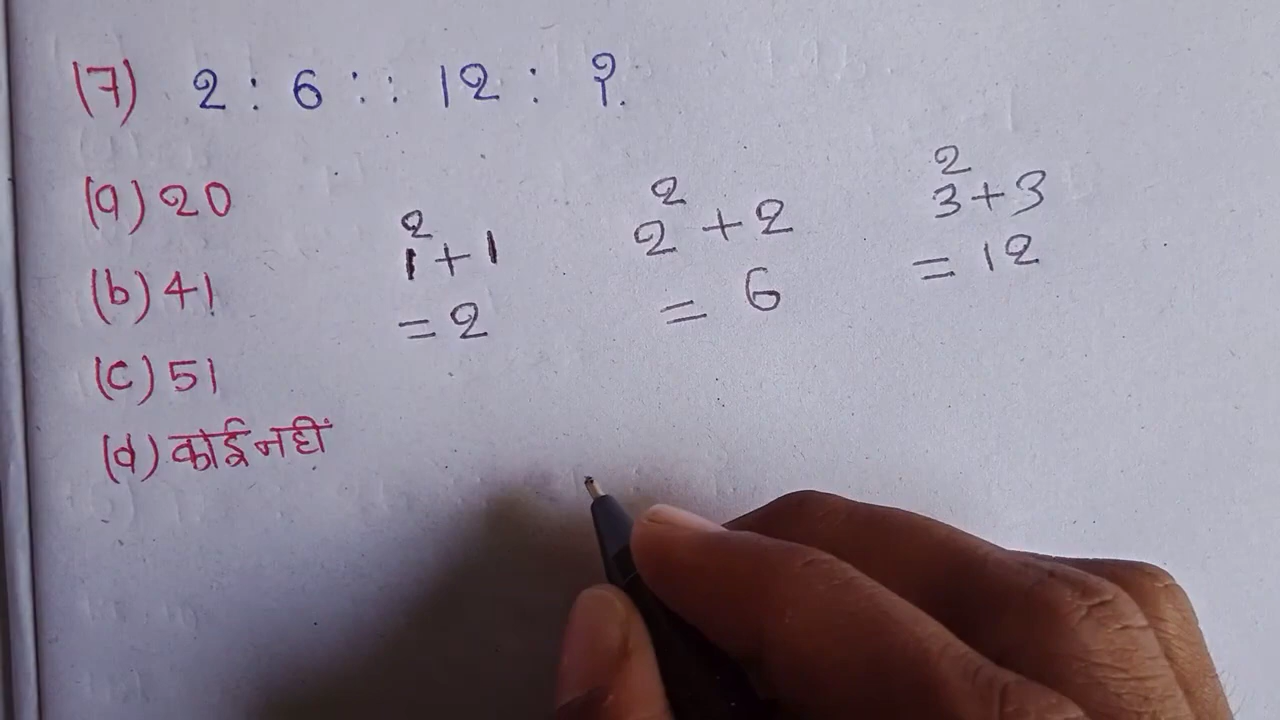 (7) 2 : 6 :: 12 : ?
(a) 20
(b) 41
(c) 51
(d) कोई नहीं
1²+1
=2
2²+2
= 6
3²+3
= 12